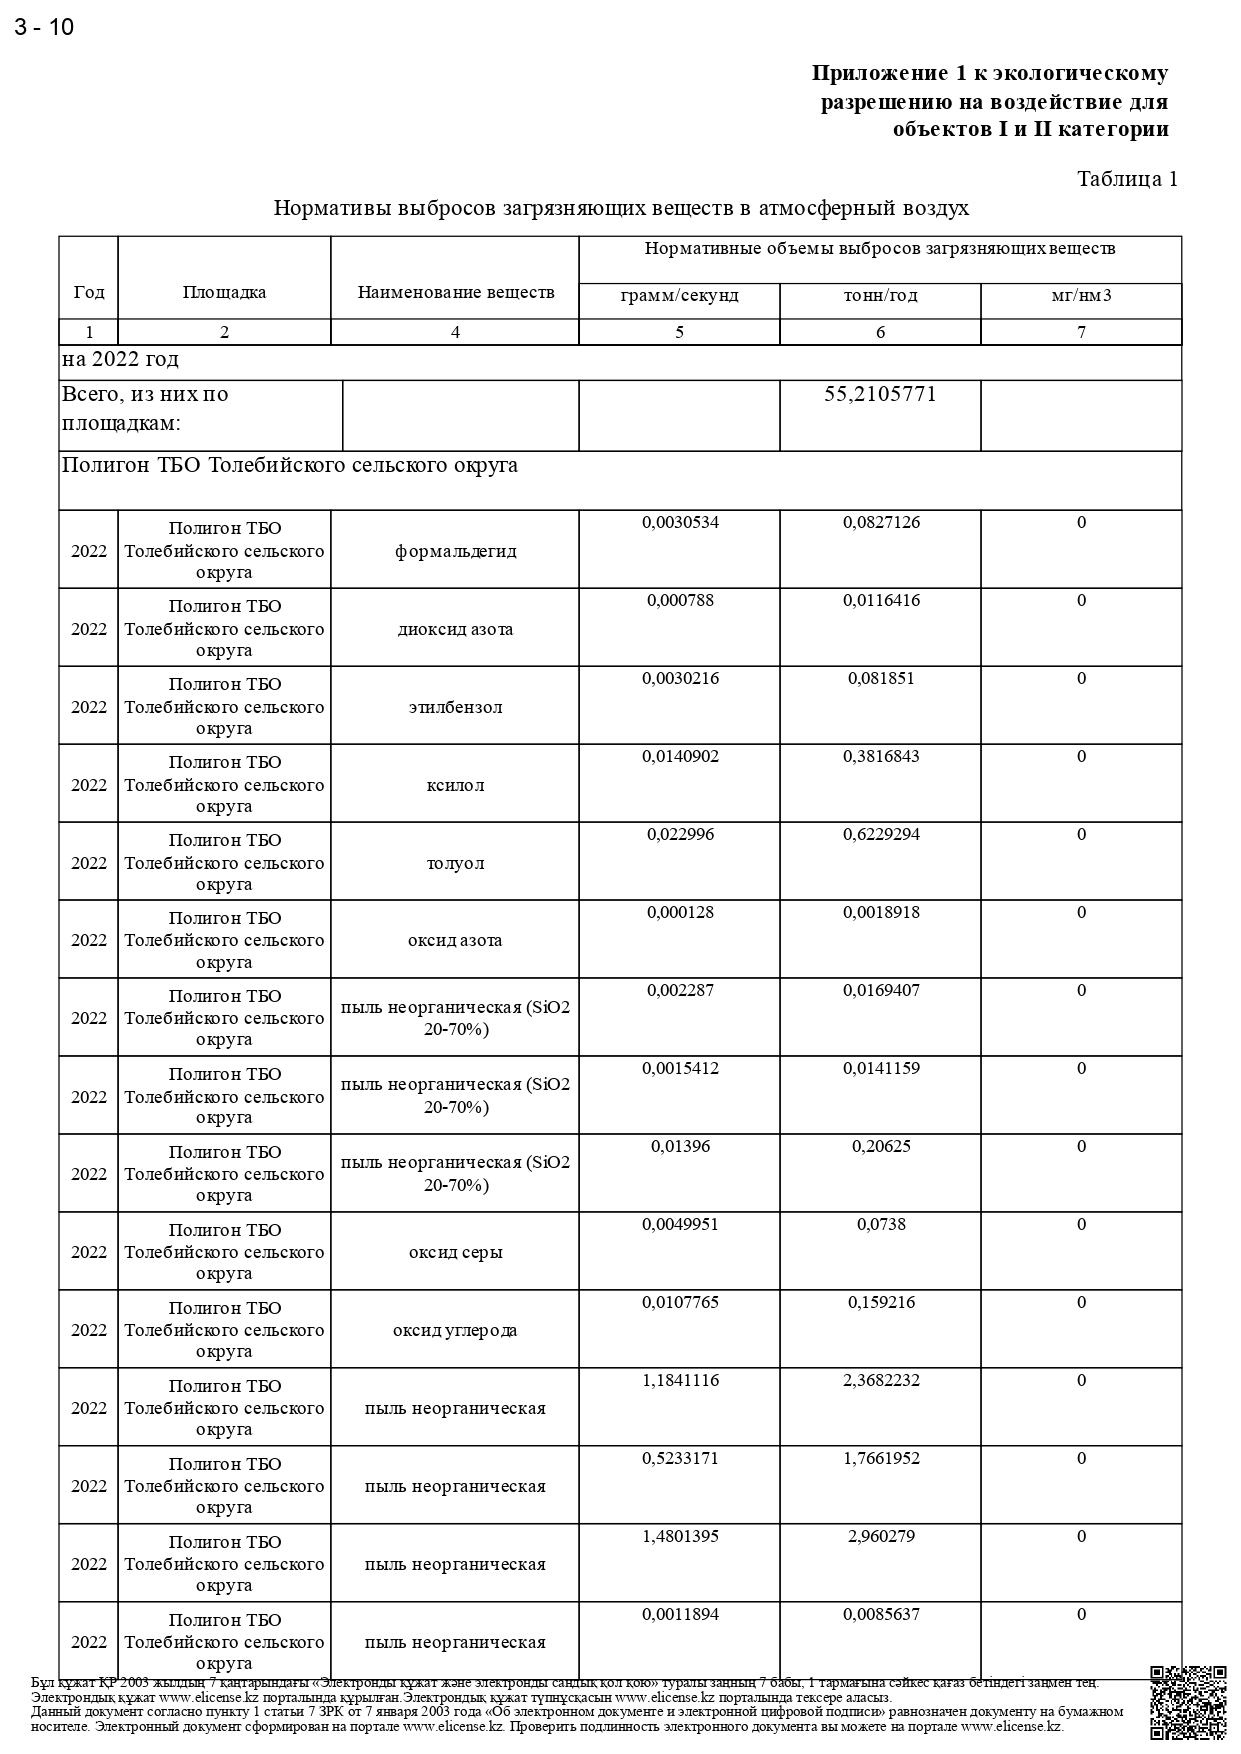 3 - 10
Приложение 1 к экологическому
разрешению на воздействие для
объектов I и II категории
Таблица 1
Нормативы выбросов загрязняющих веществ в атмосферный воздух
Год Площадка Наименование веществ Нормативные объемы выбросов загрязняющих веществ
грамм/секунд тонн/год мг/нм3
1 2 4 5 6 7
на 2022 год
Всего, из них по 55,2105771
площадкам:
Полигон ТБО Толебийского сельского округа
Полигон ТБО 0,0030534 0,0827126 0
2022 Толебийского сельского формальдегид
округа
Полигон ТБО 0,000788 0,0116416 0
2022 Толебийского сельского диоксид азота
округа
Полигон ТБО 0,0030216 0,081851 0
2022 Толебийского сельского этилбензол
округа
Полигон ТБО 0,0140902 0,3816843 0
2022 Толебийского сельского ксилол
округа
Полигон ТБО 0,022996 0,6229294 0
2022 Толебийского сельского толуол
округа
Полигон ТБО 0,000128 0,0018918 0
2022 Толебийского сельского оксид азота
округа
Полигон ТБО 0,002287 0,0169407 0
2022 Толебийского сельского пыль неорганическая (SiO2
округа 20-70%)
Полигон ТБО 0,0015412 0,0141159 0
2022 Толебийского сельского пыль неорганическая (SiO2
округа 20-70%)
Полигон ТБО 0,01396 0,20625 0
2022 Толебийского сельского пыль неорганическая (SiO2
округа 20-70%)
Полигон ТБО 0,0049951 0,0738 0
2022 Толебийского сельского оксид серы
округа
Полигон ТБО 0,0107765 0,159216 0
2022 Толебийского сельского оксид углерода
округа
Полигон ТБО 1,1841116 2,3682232 0
2022 Толебийского сельского пыль неорганическая
округа
Полигон ТБО 0,5233171 1,7661952 0
2022 Толебийского сельского пыль неорганическая
округа
Полигон ТБО 1,4801395 2,960279 0
2022 Толебийского сельского пыль неорганическая
округа
Полигон ТБО 0,0011894 0,0085637 0
2022 Толебийского сельского пыль неорганическая
округа
Бұл құжат ҚР 2003 жылдың 7 қаңтарындағы «Электронды құжат және электронды сандық қол қою» туралы заңның 7 бабы, 1 тармағына сәйкес қағаз бетіндегі заңмен тең.
Электрондық құжат www.elicense.kz порталында құрылған.Электрондық құжат түпнұсқасын www.elicense.kz порталында тексере аласыз.
Данный документ согласно пункту 1 статьи 7 ЗРК от 7 января 2003 года «Об электронном документе и электронной цифровой подписи» равнозначен документу на бумажном
носителе. Электронный документ сформирован на портале www.elicense.kz. Проверить подлинность электронного документа вы можете на портале www.elicense.kz.